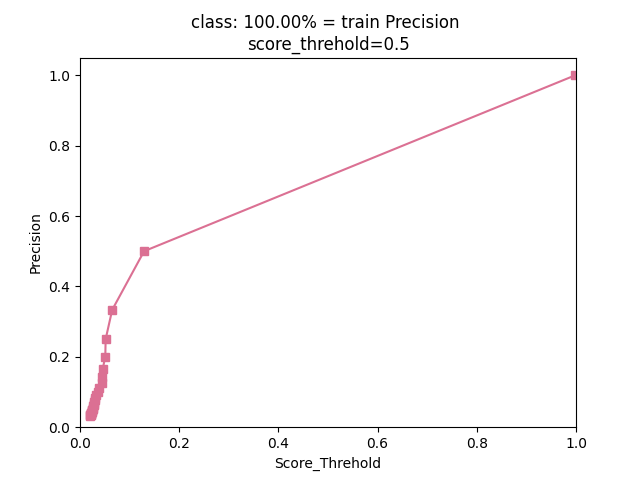 class: 100.00% = train Precision
score_threhold=0.5
Precision
1.0
0.8
0.6
0.4
0.2
0.0
0.0 0.2 0.4 0.6 0.8 1.0
Score_Threhold